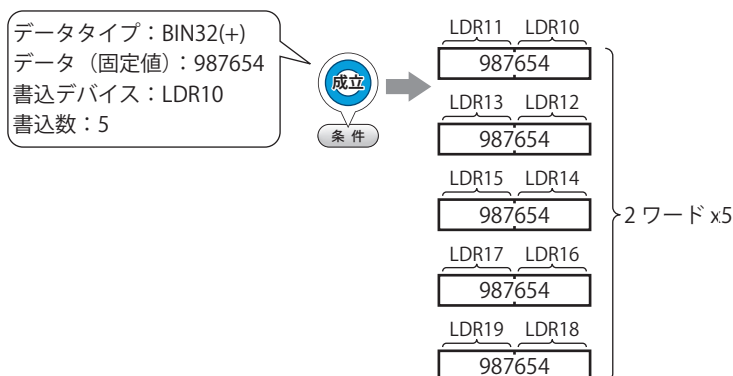 データタイプ：BIN32(+)
データ（固定値）：987654
書込デバイス：LDR10
書込数：5
成立
条件
LDR11 LDR10
987654
LDR13 LDR12
987654
LDR15 LDR14
987654
LDR17 LDR16
987654
LDR19 LDR18
987654
2 ワード x5